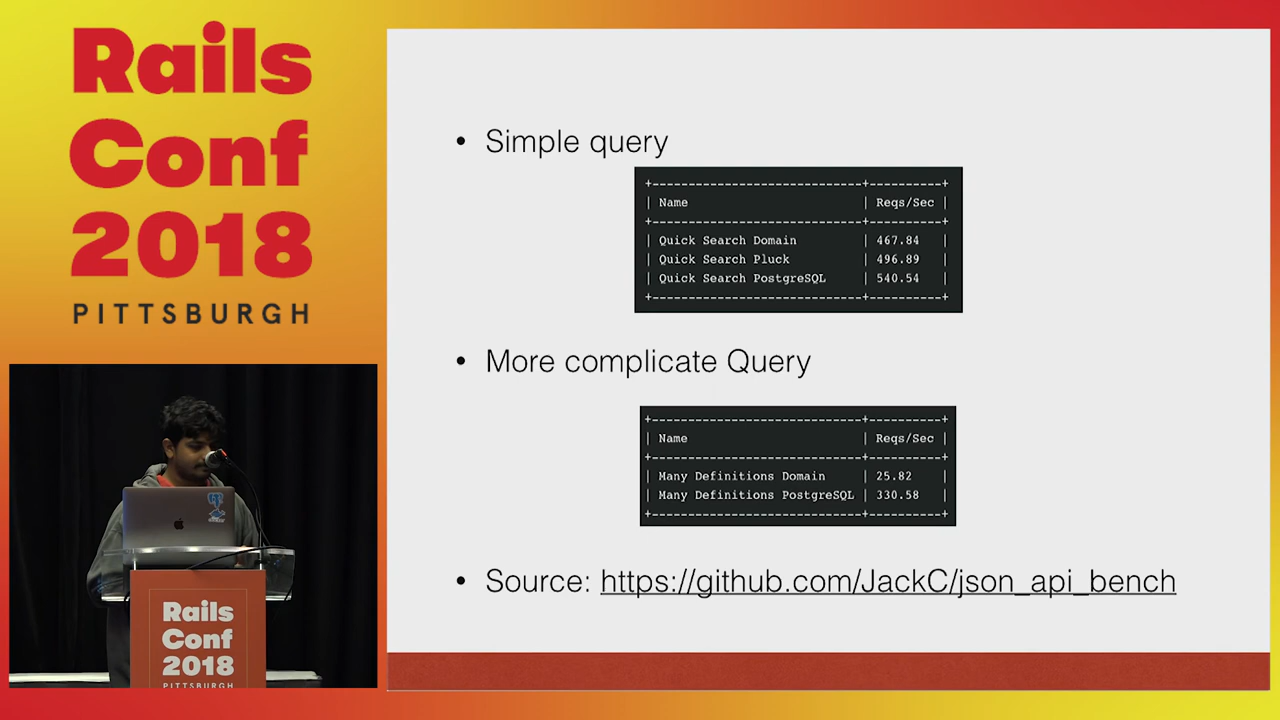 Rails
Conf
2018
PITTSBURGH
• Simple query
+-----------------------------+----------+
| Name | Reqs/Sec |
+-----------------------------+----------+
| Quick Search Domain | 467.84 |
| Quick Search Pluck | 496.89 |
| Quick Search PostgreSQL | 540.54 |
+-----------------------------+----------+
• More complicate Query
+-----------------------------+----------+
| Name | Reqs/Sec |
+-----------------------------+----------+
| Many Definitions Domain | 25.82 |
| Many Definitions PostgreSQL | 330.58 |
+-----------------------------+----------+
• Source: https://github.com/JackC/json_api_bench
Rails
Conf
2018
PITTSBURGH